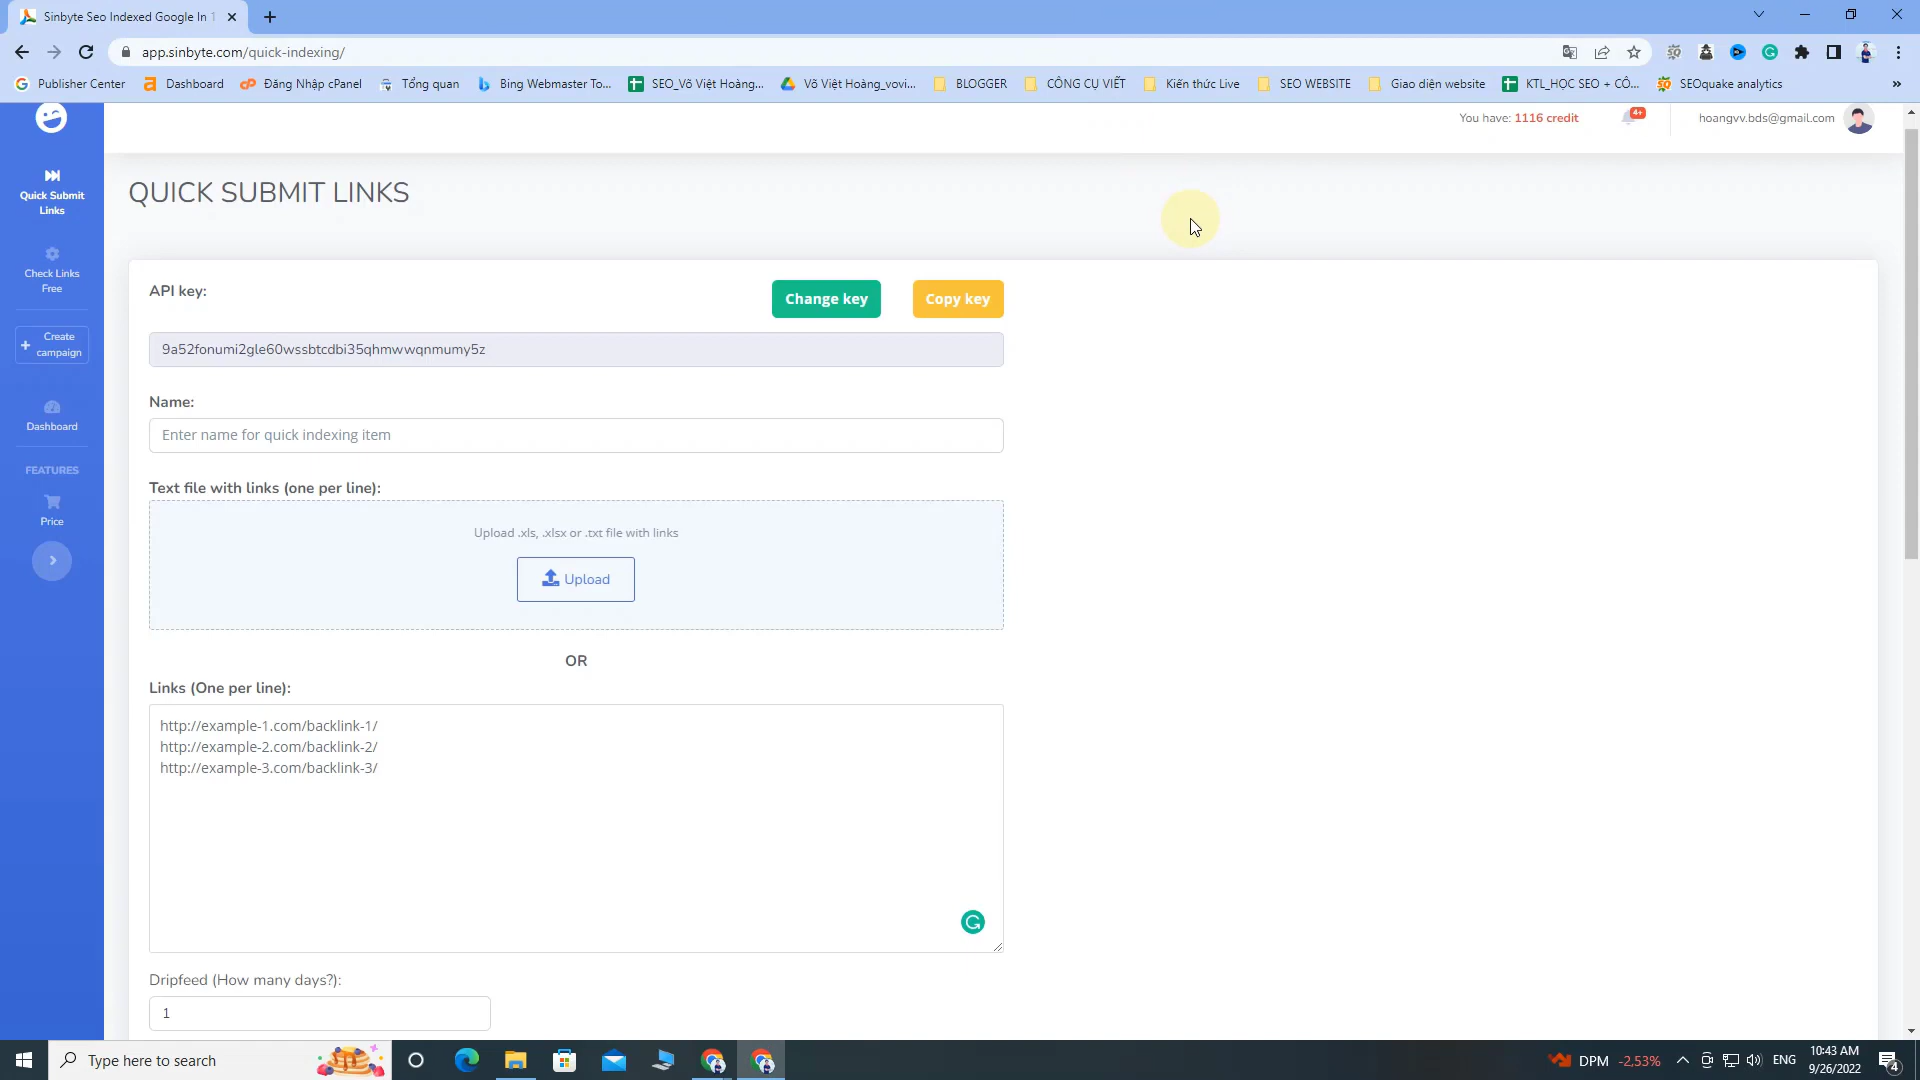 Sinbyte Seo Indexed Google In 1
app.sinbyte.com/quick-indexing/
Publisher Center
Dashboard
Đăng Nhập cPanel
Tổng quan
Bing Webmaster To...
SEO_Võ Việt Hoàng...
Võ Việt Hoàng_vovi...
BLOGGER
CÔNG CỤ VIẾT
Kiến thức Live
SEO WEBSITE
Giao diện website
KTL_HỌC SEO + CÔ...
SEOquake analytics
You have: 1116 credit
4+
hoangvv.bds@gmail.com
Quick Submit
Links
Check Links
Free
Create
campaign
Dashboard
FEATURES
Price
QUICK SUBMIT LINKS
API key:
Change key
Copy key
9a52fonumi2gle60wssbtcdbi35qhmwwqnmumy5z
Name:
Enter name for quick indexing item
Text file with links (one per line):
Upload .xls, .xlsx or .txt file with links
Upload
OR
Links (One per line):
http://example-1.com/backlink-1/
http://example-2.com/backlink-2/
http://example-3.com/backlink-3/
Dripfeed (How many days?):
1
Type here to search
DPM -2,53%
ENG
10:43 AM
9/26/2022
4